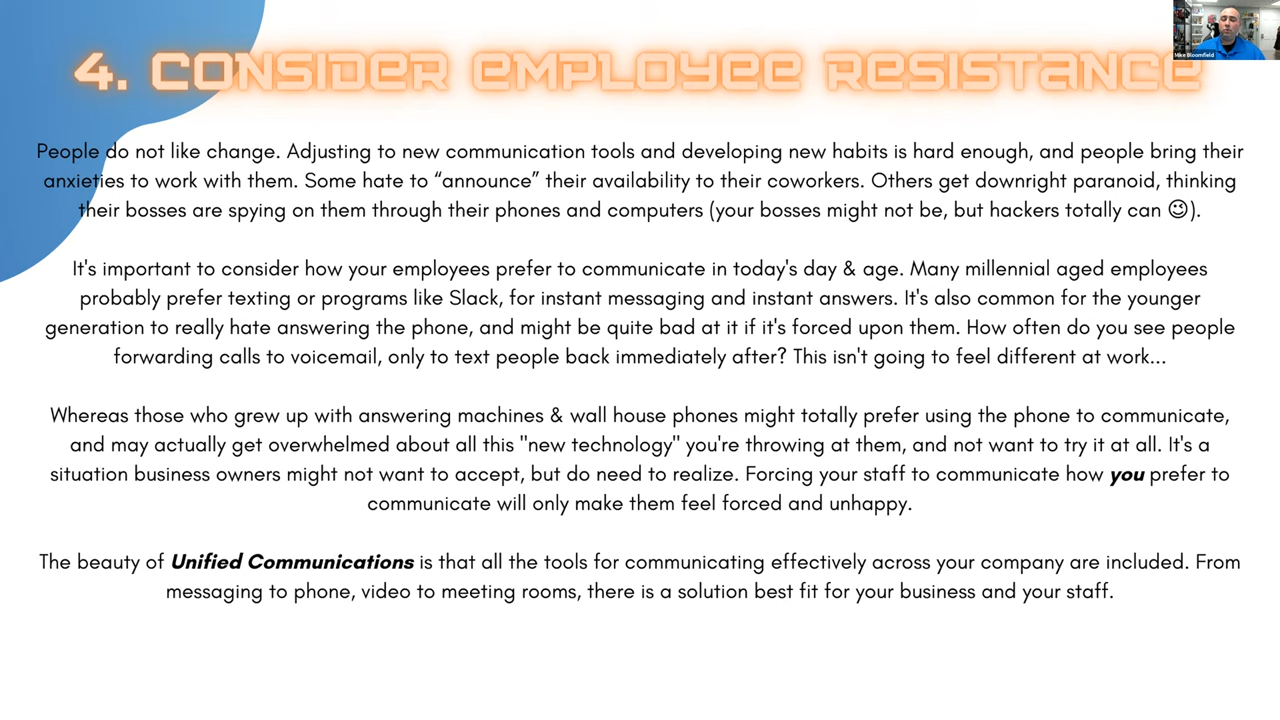 4. CONSIDER EMPLOYEE RESISTANCE
Mike Bloomfield
People do not like change. Adjusting to new communication tools and developing new habits is hard enough, and people bring their
anxieties to work with them. Some hate to “announce” their availability to their coworkers. Others get downright paranoid, thinking
their bosses are spying on them through their phones and computers (your bosses might not be, but hackers totally can 😉).
It's important to consider how your employees prefer to communicate in today's day & age. Many millennial aged employees
probably prefer texting or programs like Slack, for instant messaging and instant answers. It's also common for the younger
generation to really hate answering the phone, and might be quite bad at it if it's forced upon them. How often do you see people
forwarding calls to voicemail, only to text people back immediately after? This isn't going to feel different at work...
Whereas those who grew up with answering machines & wall house phones might totally prefer using the phone to communicate,
and may actually get overwhelmed about all this "new technology" you're throwing at them, and not want to try it at all. It's a
situation business owners might not want to accept, but do need to realize. Forcing your staff to communicate how you prefer to
communicate will only make them feel forced and unhappy.
The beauty of Unified Communications is that all the tools for communicating effectively across your company are included. From
messaging to phone, video to meeting rooms, there is a solution best fit for your business and your staff.